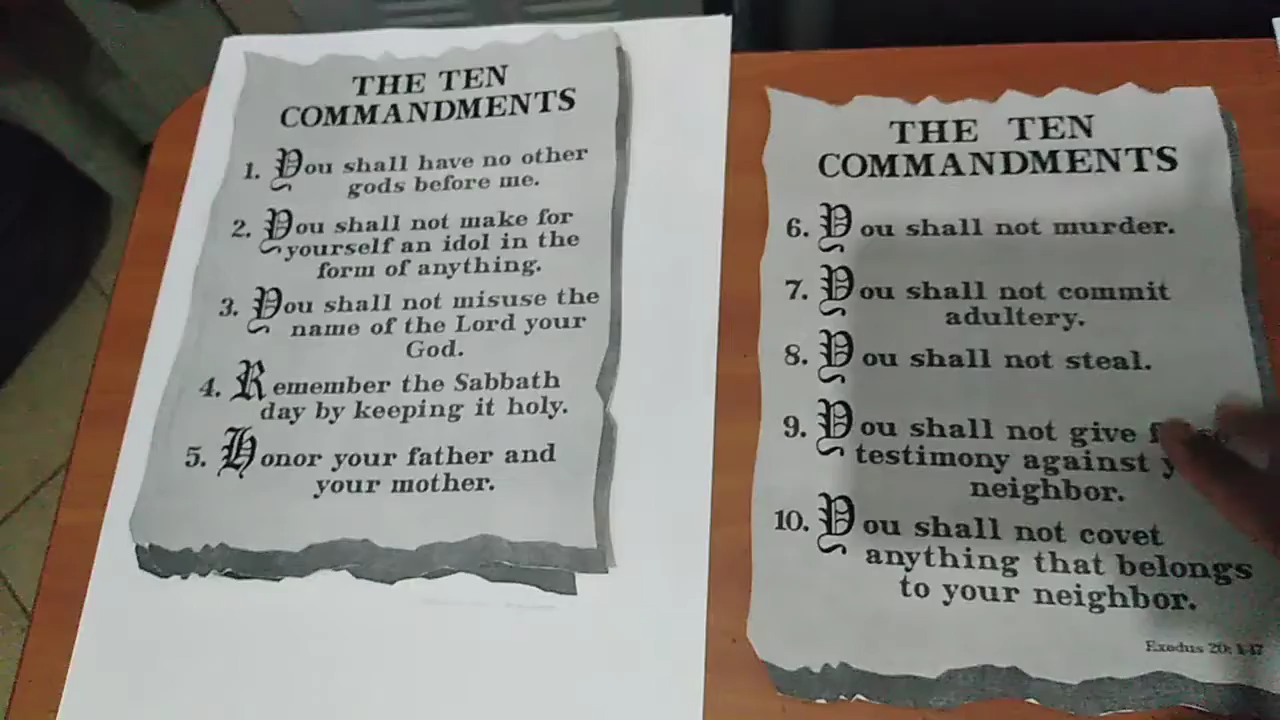 THE TEN
COMMANDMENTS
1. You shall have no other
gods before me.
2. You shall not make for
yourself an idol in the
form of anything.
3. You shall not misuse the
name of the Lord your
God.
4. Remember the Sabbath
day by keeping it holy.
5. Honor your father and
your mother.
THE TEN
COMMANDMENTS
6. You shall not murder.
7. You shall not commit
adultery.
8. You shall not steal.
9. You shall not give
testimony against
neighbor.
10. You shall not covet
anything that belongs
to your neighbor.
Exodus 20: 1-17